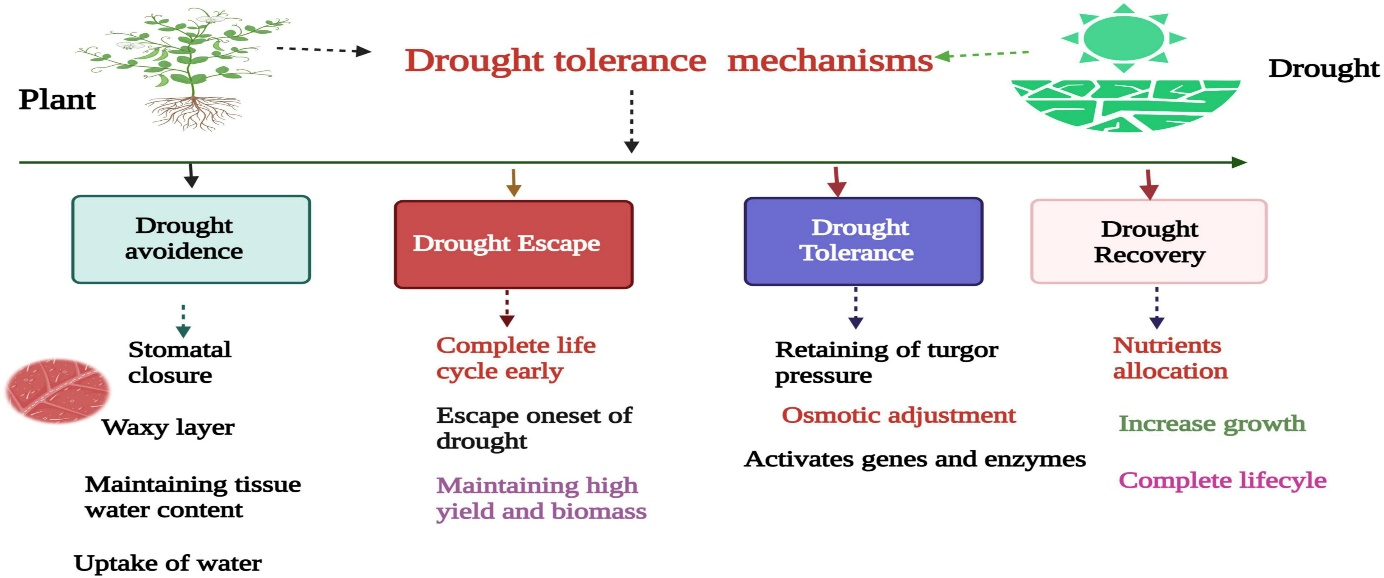 Plant
Drought tolerance mechanisms
Drought
Drought
avoidence
Stomatal
closure
Waxy layer
Maintaining tissue
water content
Uptake of water
Drought Escape
Complete life
cycle early
Escape oneset of
drought
Maintaining high
yield and biomass
Drought
Tolerance
Retaining of turgor
pressure
Osmotic adjustment
Activates genes and enzymes
Drought
Recovery
Nutrients
allocation
Increase growth
Complete lifecyle